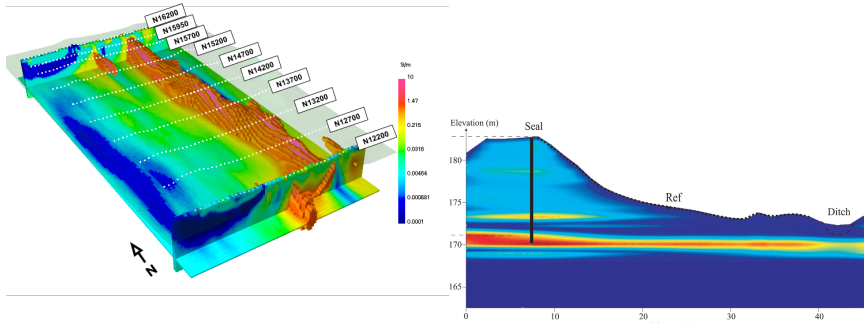 N16200
N15950
N15700
N15200
N14700
N14200
N13700
N13200
N12700
N12200
S/m
10
1.47
0.215
0.0316
0.00464
0.000681
0.0001
N
Elevation (m)
180
175
170
165
Seal
Ref
Ditch
0
10
20
30
40